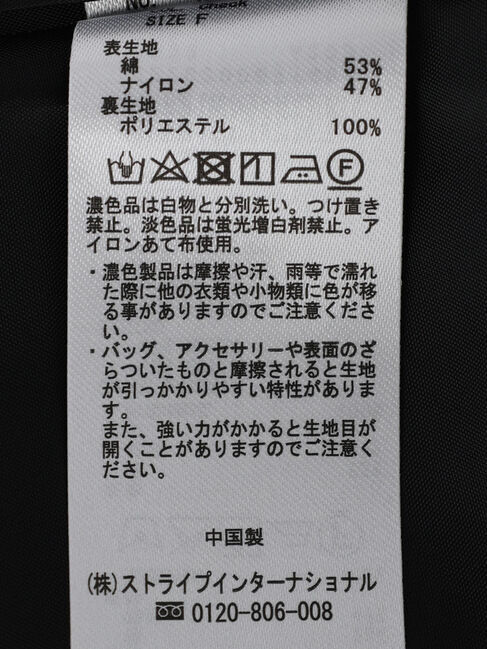 SIZE F
表生地
綿 53%
ナイロン 47%
裏生地
ポリエステル 100%
F
濃色品は白物と分別洗い。つけ置き
禁止。淡色品は蛍光増白剤禁止。ア
イロンあて布使用。
・濃色製品は摩擦や汗、雨等で濡れ
た際に他の衣類や小物類に色が移
る事がありますのでご注意くださ
い。
・バッグ、アクセサリーや表面のざ
らついたものと摩擦されると生地
が引っかかりやすい特性がありま
す。
また、強い力がかかると生地目が
開くことがありますのでご注意く
ださい。
中国製
(株)ストライプインターナショナル
0120-806-008